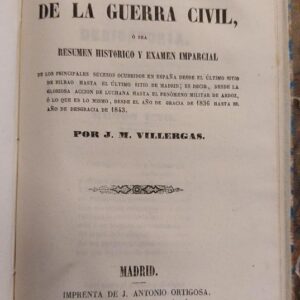 DE LA GUERRA CIVIL,
Ó SEA
RESUMEN HISTORICO Y EXAMEN IMPARCIAL
DE LOS PRINCIPALES SUCESOS OCURRIDOS EN ESPAÑA DESDE EL ÚLTIMO SITIO
DE BILBAO HASTA EL ÚLTIMO SITIO DE MADRID; ES DECIR, DESDE LA
GLORIOSA ACCION DE LUCHANA HASTA EL FENÓMENO MILITAR DE ARDOZ,
Ó LO QUE ES LO MISMO, DESDE EL AÑO DE GRACIA DE 1836 HASTA EL
AÑO DE DESGRACIA DE 1843.
POR J. M. VILLERGAS.
MADRID.
IMPRENTA DE J. ANTONIO ORTIGOSA.